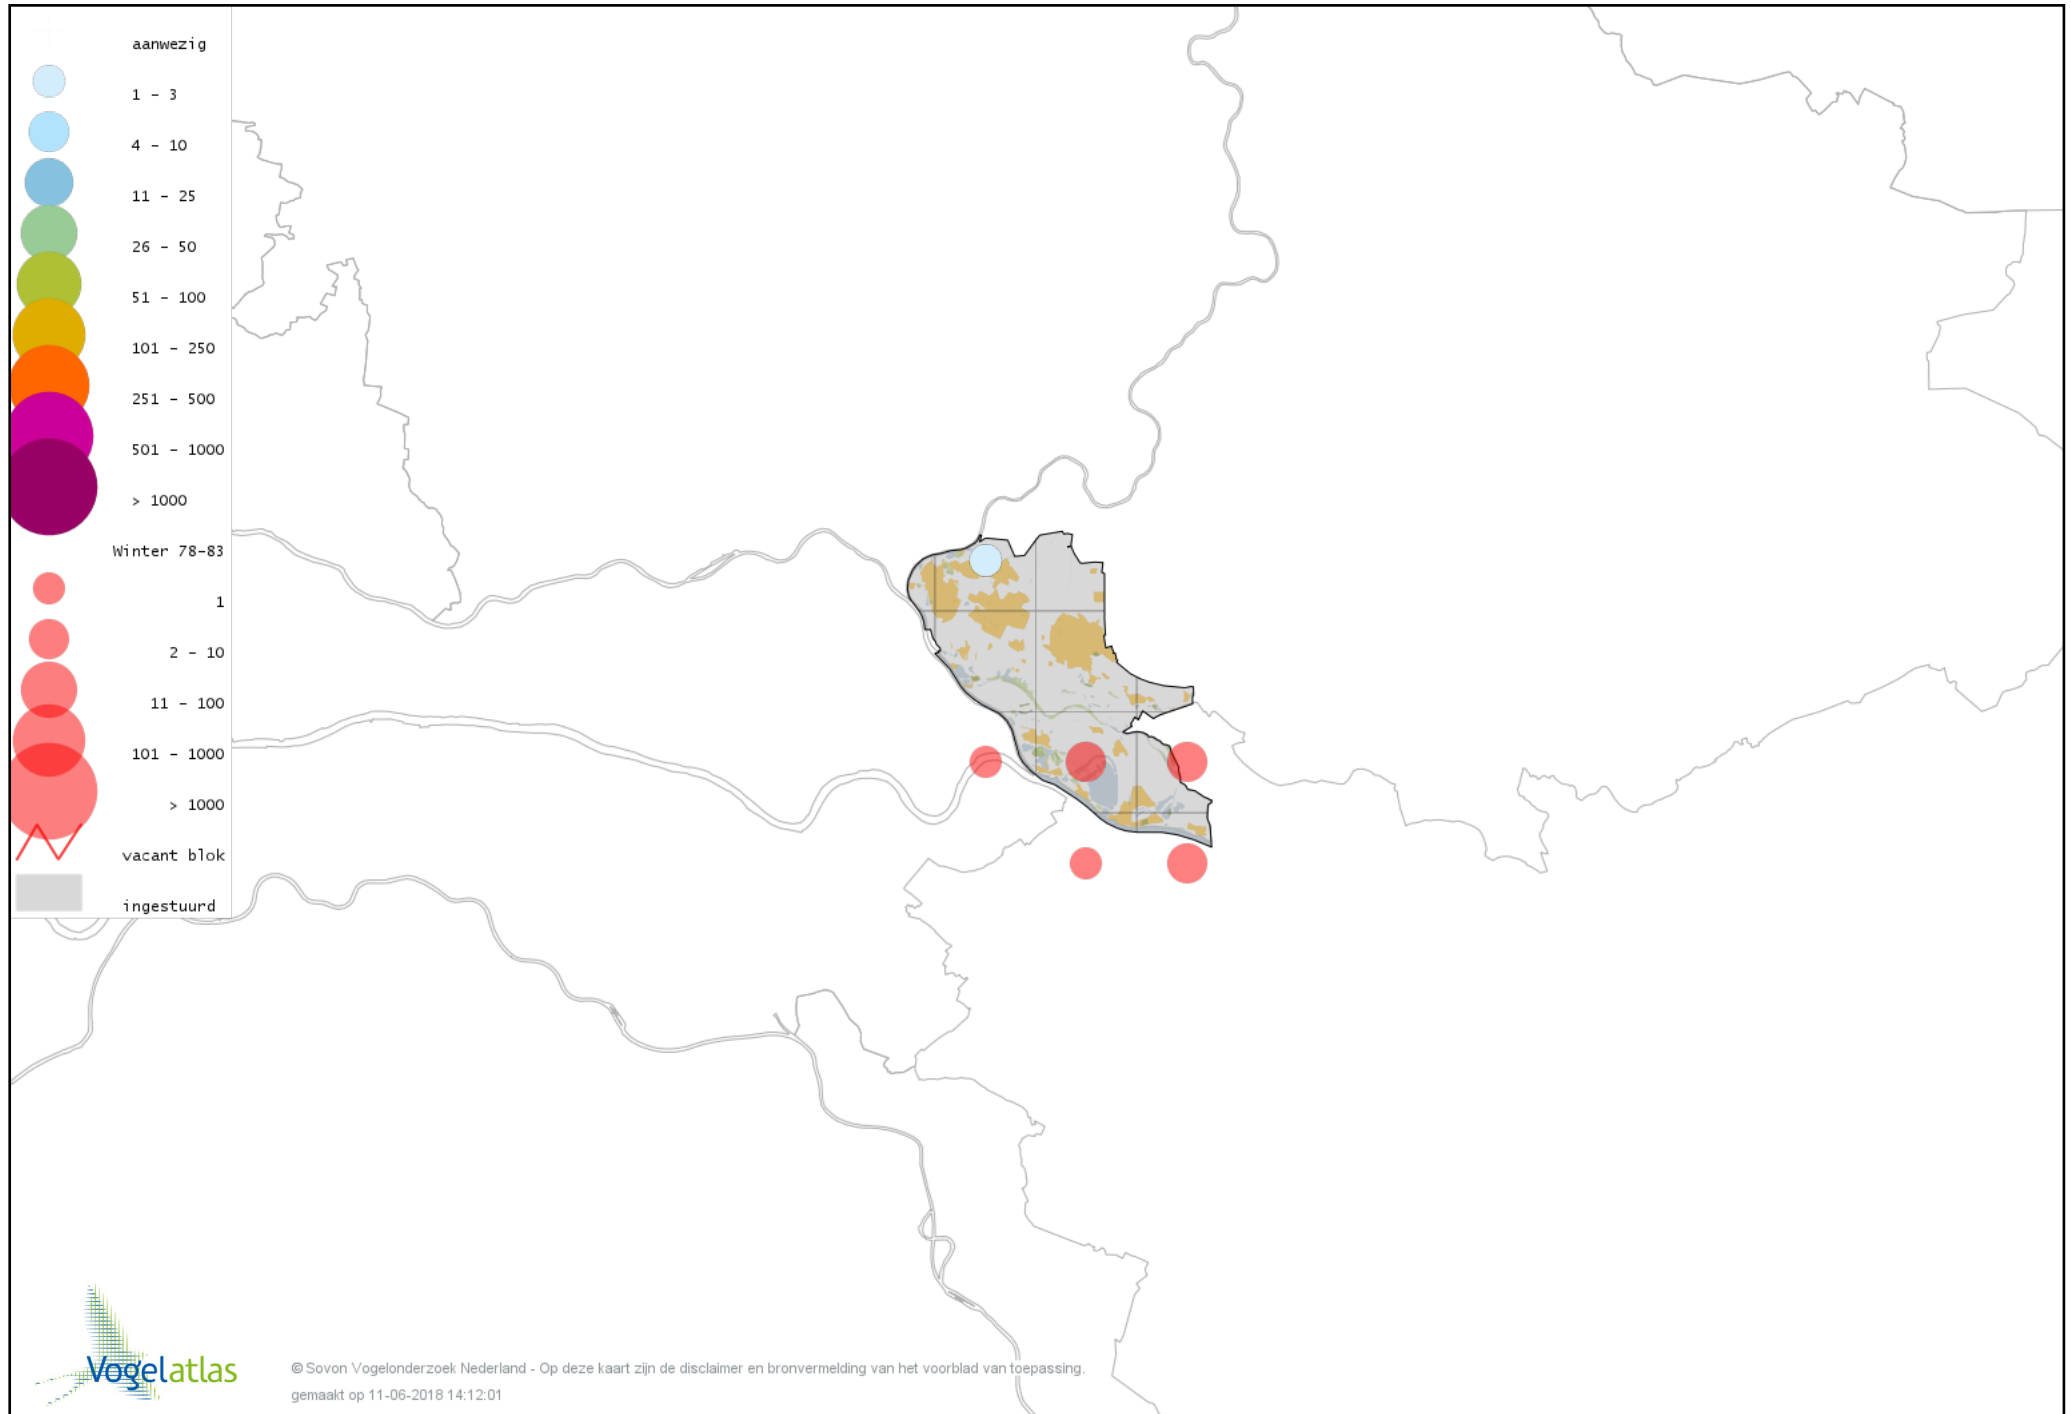 aanwezig
1 - 3
4 - 10
11 - 25
26 - 50
51 - 100
101 - 250
251 - 500
501 - 1000
> 1000
Winter 78-83
1
2 - 10
11 - 100
101 - 1000
> 1000
vacant blok
ingestuurd
Vogelatlas
© Sovon Vogelonderzoek Nederland - Op deze kaart zijn de disclaimer en bronvermelding van het voorblad van toepassing.
gemaakt op 11-06-2018 14:12:01